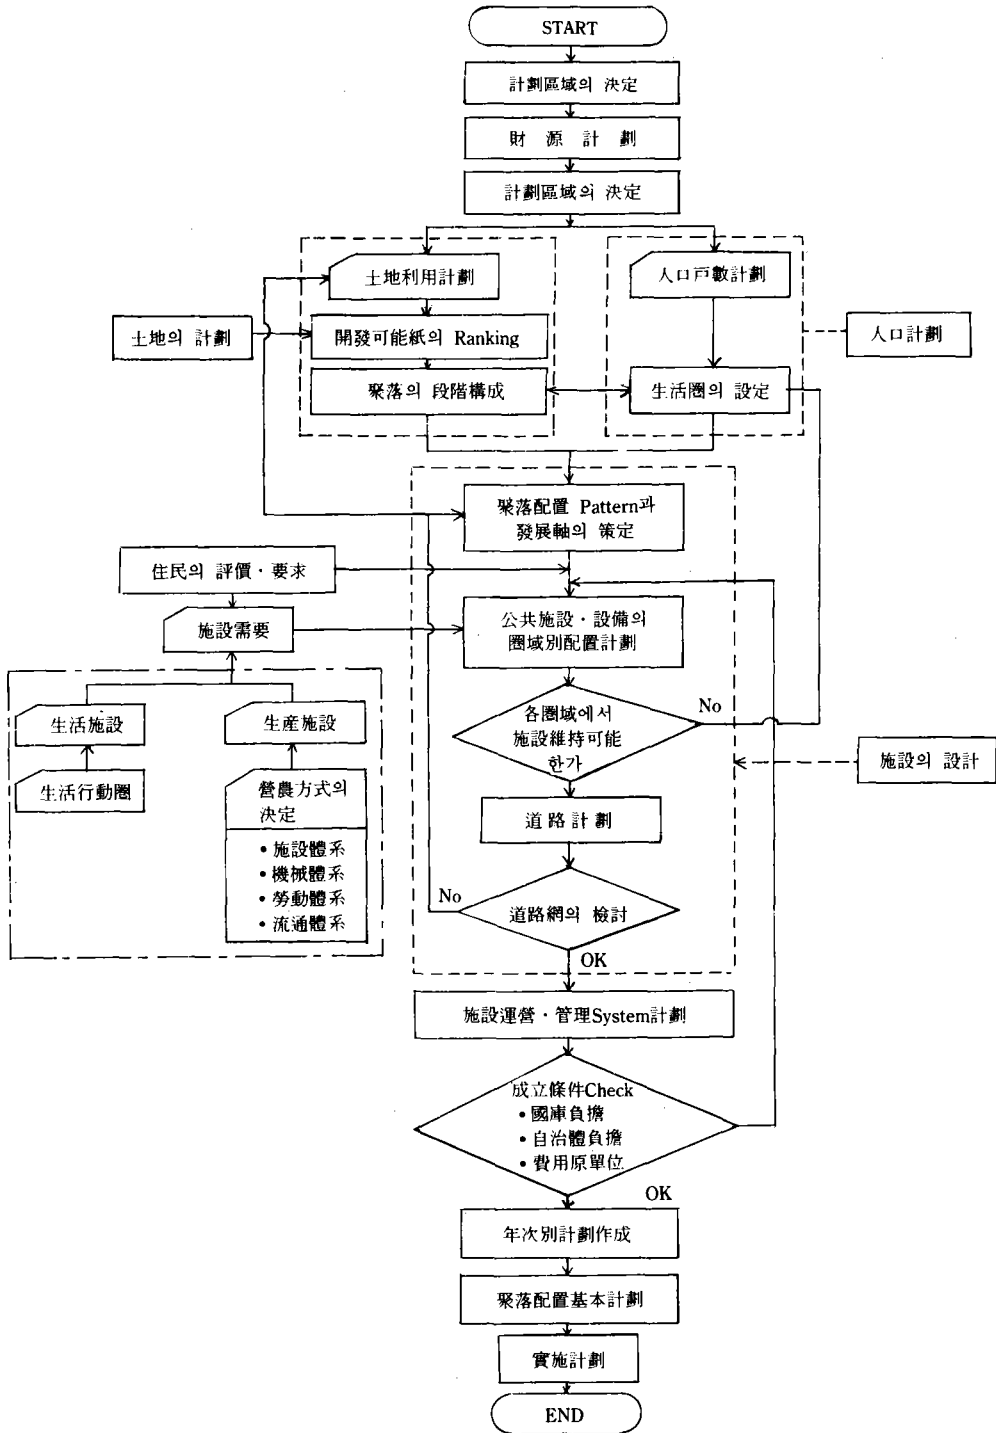 START
計劃區域의 決定
財 源 計 劃
計劃區域의 決定
土地利用計劃
人口戸數計劃
土地의 計劃
開發可能紙의 Ranking
人口計劃
聚落의 段階構成
生活圈의 設定
聚落配置 Pattern과
發展軸의 策定
住民의 評價·要求
施設需要
公共施設·設備의
圈域別配置計劃
生活施設
生産施設
各圈域에서
施設維持可能
한가
No
施設의 設計
生活行動圈
營農方式의
決定
• 施設體系
• 機械體系
• 勞動體系
• 流通體系
道路計劃
No
道路網의 檢討
OK
施設運營·管理System計劃
成立條件Check
• 國庫負擔
• 自治體負擔
• 費用原單位
OK
年次別計劃作成
聚落配置基本計劃
實施計劃
END